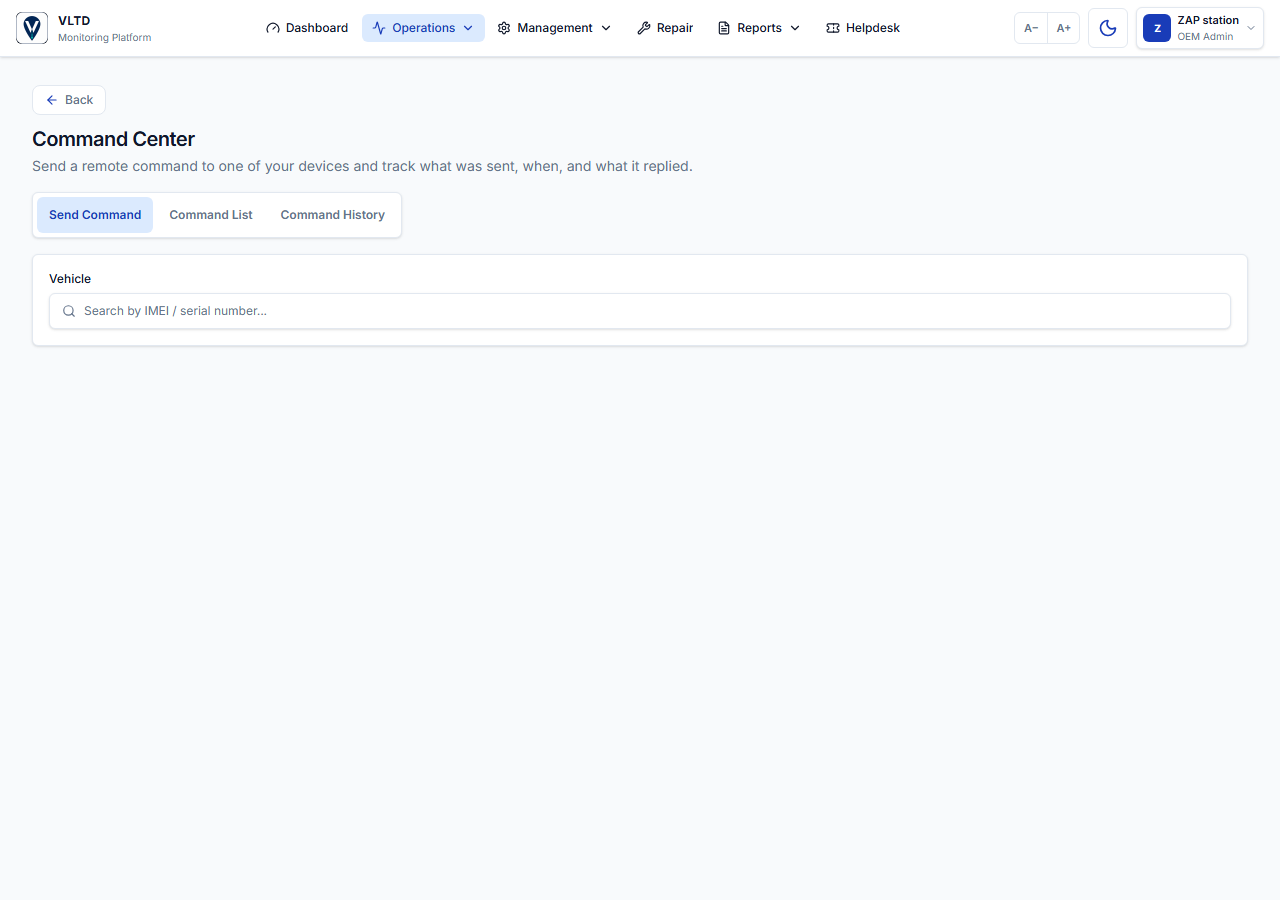 VLTD
Monitoring Platform
Dashboard
Operations
Management
Repair
Reports
Helpdesk
A−
A+
Z
ZAP station
OEM Admin
Back
Command Center
Send a remote command to one of your devices and track what was sent, when, and what it replied.
Send Command
Command List
Command History
Vehicle
Search by IMEI / serial number...